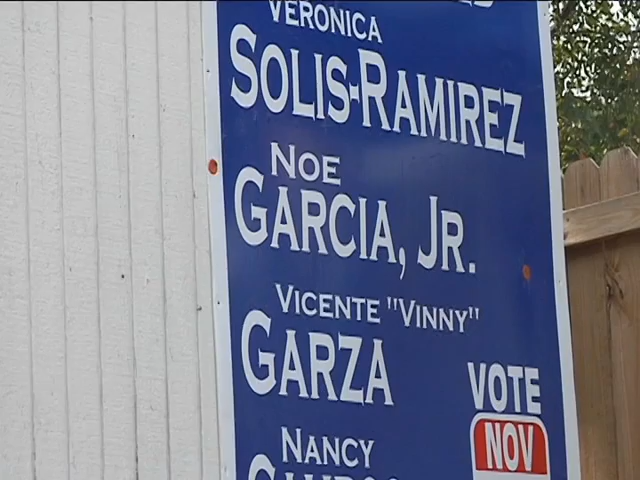 VERONICA
SOLIS-RAMIREZ
NOE
GARCIA, JR.
VICENTE "VINNY"
GARZA
VOTE
NOV
NANCY